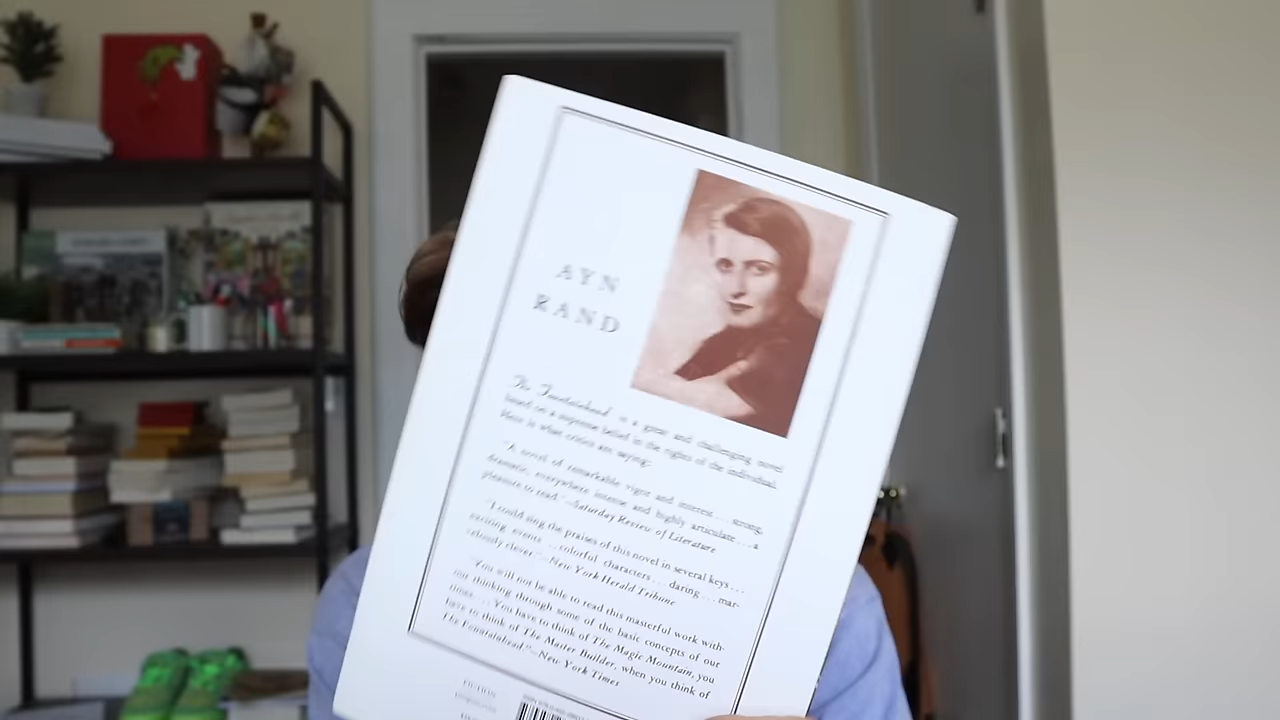 AYN
RAND
The Fountainhead is a great and challenging novel
based on a supreme belief in the rights of the individual.
Here is what critics are saying:
"A novel of remarkable vigor and interest . . . strong,
dramatic, everywhere intense and highly articulate . . . a
pleasure to read."—Saturday Review of Literature
"I could sing the praises of this novel in several keys . . .
exciting events . . . colorful characters . . . daring . . . mar-
velously clever."—New York Herald Tribune
"You will not be able to read this masterful work with-
out thinking through some of the basic concepts of our
times. . . . You have to think of The Magic Mountain, you
have to think of The Master Builder, when you think of
The Fountainhead."—New York Times
FICTION